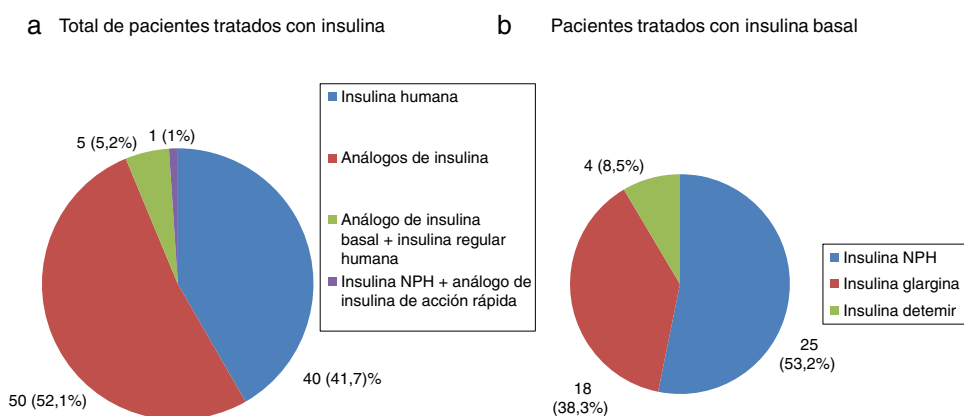 a Total de pacientes tratados con insulina
5 (5,2%)
1 (1%)
50 (52,1%)
40 (41,7)%
Insulina humana
Análogos de insulina
Análogo de insulina
basal + insulina regular
humana
Insulina NPH + análogo de
insulina de acción rápida
b Pacientes tratados con insulina basal
4 (8,5%)
18
(38,3%)
25
(53,2%)
Insulina NPH
Insulina glargina
Insulina detemir